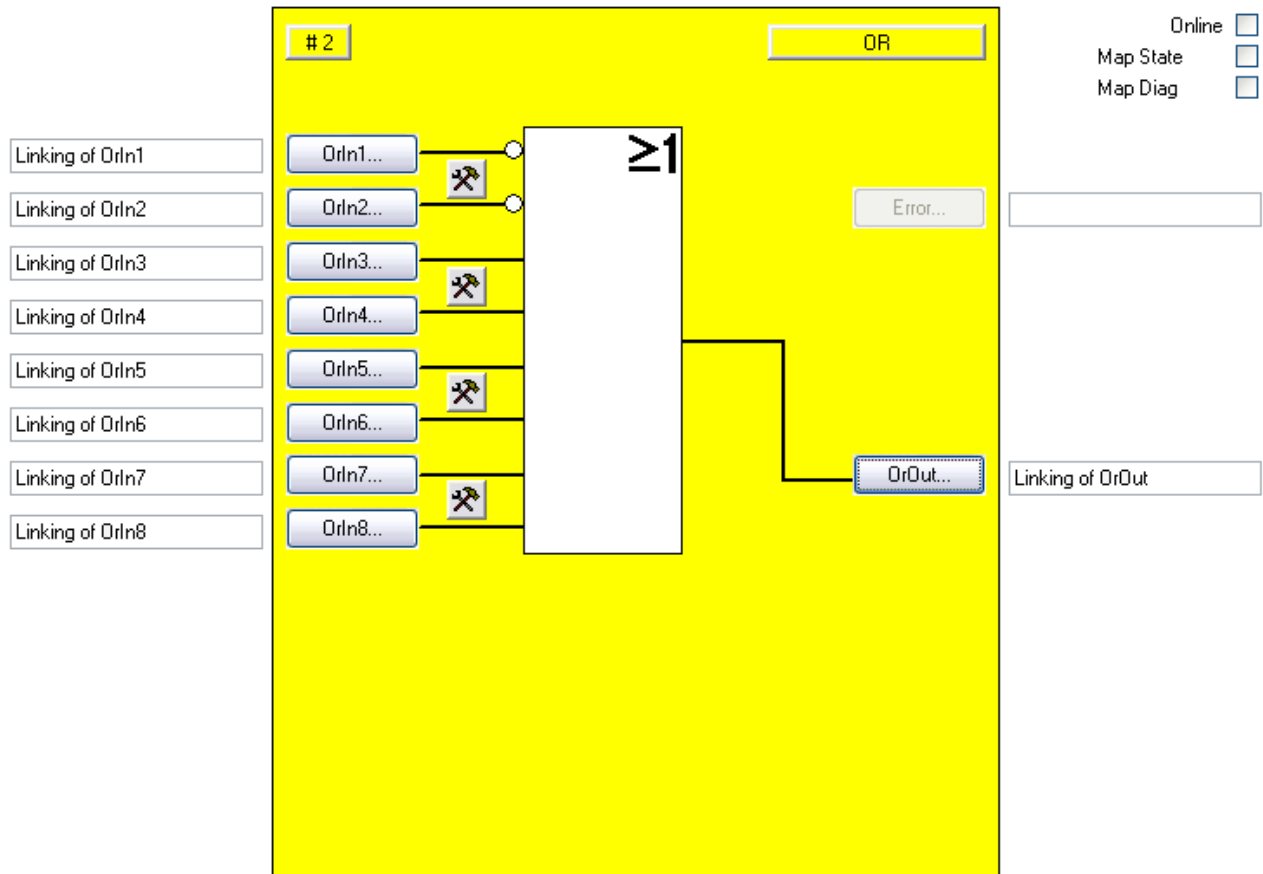 # 2
OR
Online
Map State
Map Diag
Linking of OrIn1
OrIn1...
≥1
Linking of OrIn2
OrIn2...
Error...
Linking of OrIn3
OrIn3...
Linking of OrIn4
OrIn4...
Linking of OrIn5
OrIn5...
Linking of OrIn6
OrIn6...
Linking of OrIn7
OrIn7...
OrOut...
Linking of OrOut
Linking of OrIn8
OrIn8...